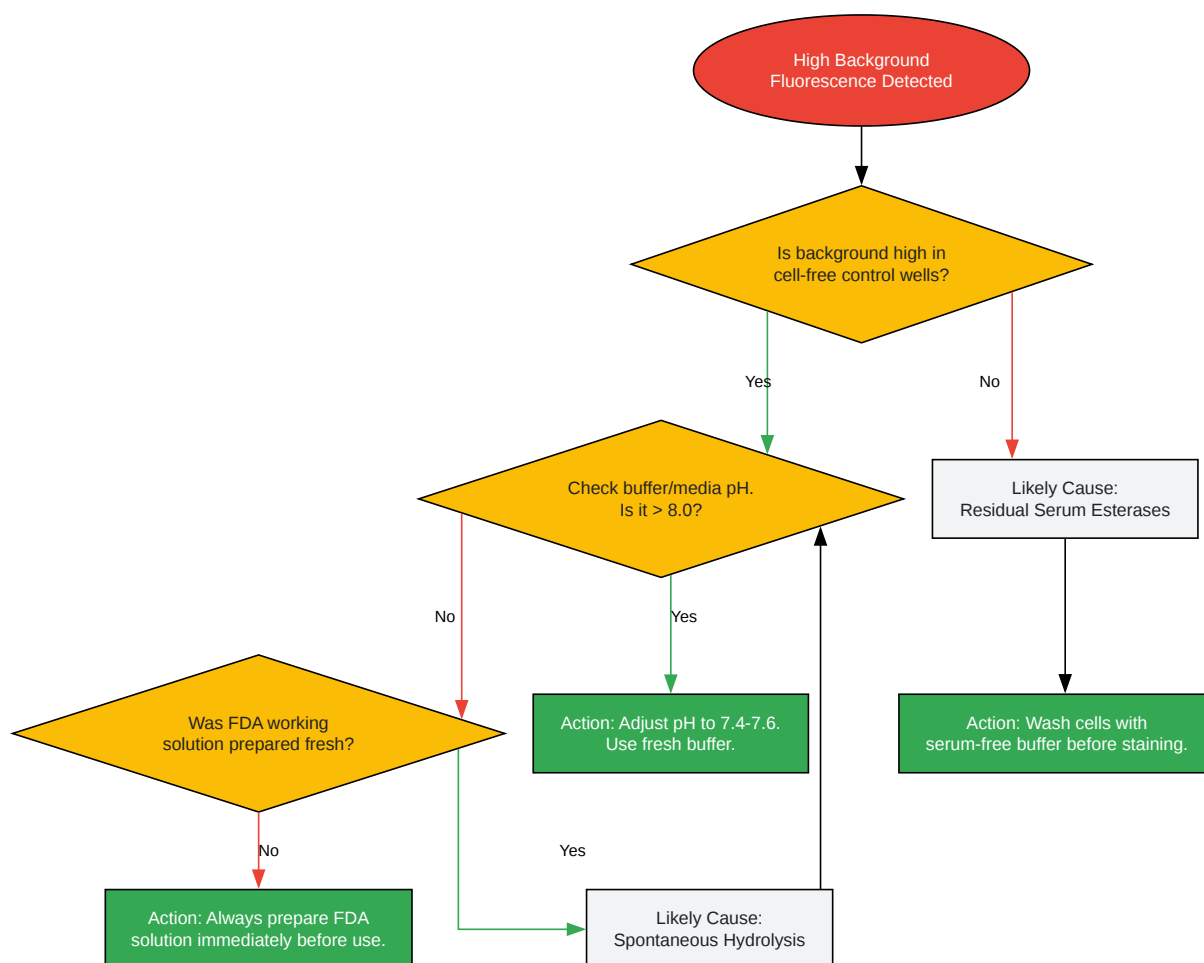 High Background
Fluorescence Detected
Is background high in
cell-free control wells?
Yes
No
Check buffer/media pH.
Is it > 8.0?
Likely Cause:
Residual Serum Esterases
No
Yes
Was FDA working
solution prepared fresh?
Action: Adjust pH to 7.4-7.6.
Use fresh buffer.
Action: Wash cells with
serum-free buffer before staining.
No
Yes
Action: Always prepare FDA
solution immediately before use.
Likely Cause:
Spontaneous Hydrolysis